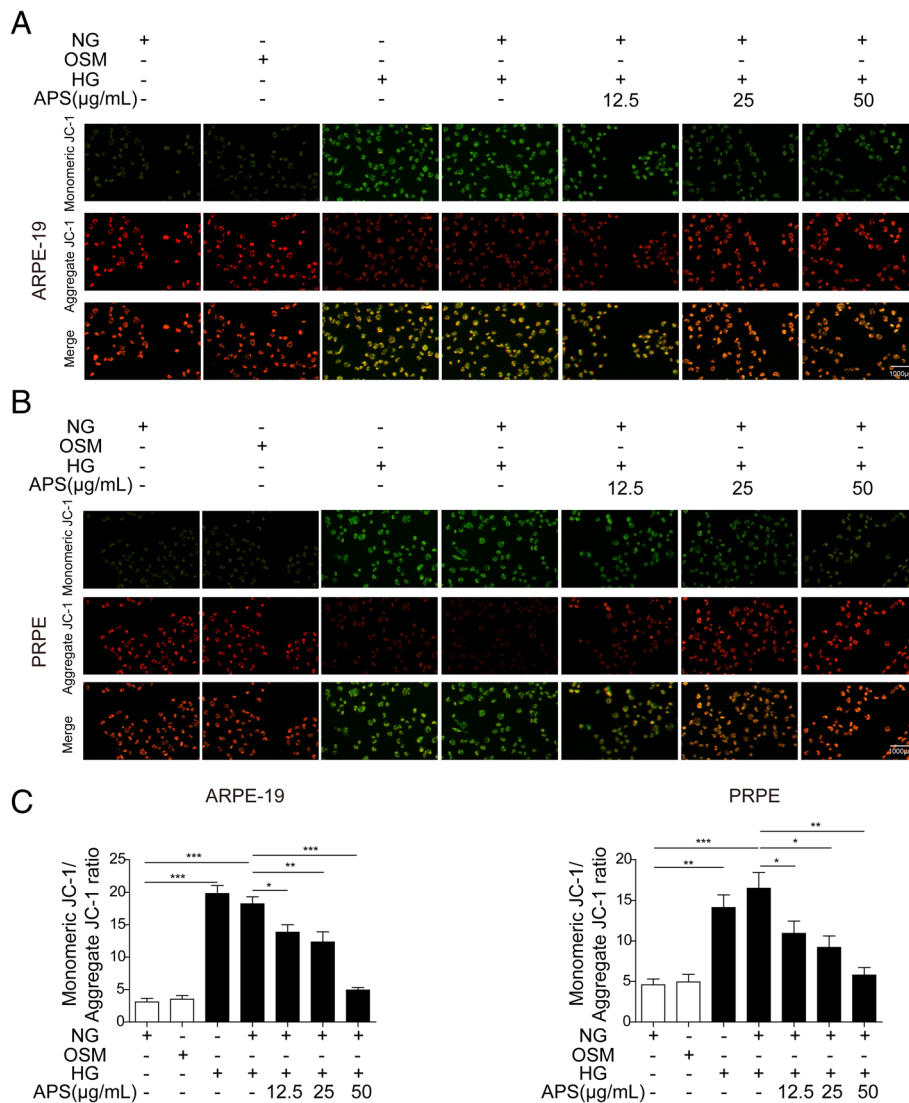 A
NG + - - + + + +
OSM - + - - - - -
HG - - + + + + +
APS(µg/mL) - - - - 12.5 25 50
ARPE-19
Monomeric JC-1
Aggregate JC-1
Merge
B
NG + - - + + + +
OSM - + - - - - -
HG - - + + + + +
APS(µg/mL) - - - - 12.5 25 50
PRPE
Monomeric JC-1
Aggregate JC-1
Merge
C
ARPE-19
Monomeric JC-1/
Aggregate JC-1 ratio
25
20
15
10
5
0
***
***
***
**
*
NG + - - + + + +
OSM - + - - - - -
HG - - + + + + +
APS(µg/mL) - - - - 12.5 25 50
PRPE
Monomeric JC-1/
Aggregate JC-1 ratio
20
15
10
5
0
**
***
*
**
*
NG + - - + + + +
OSM - + - - - - -
HG - - + + + + +
APS(µg/mL) - - - - 12.5 25 50